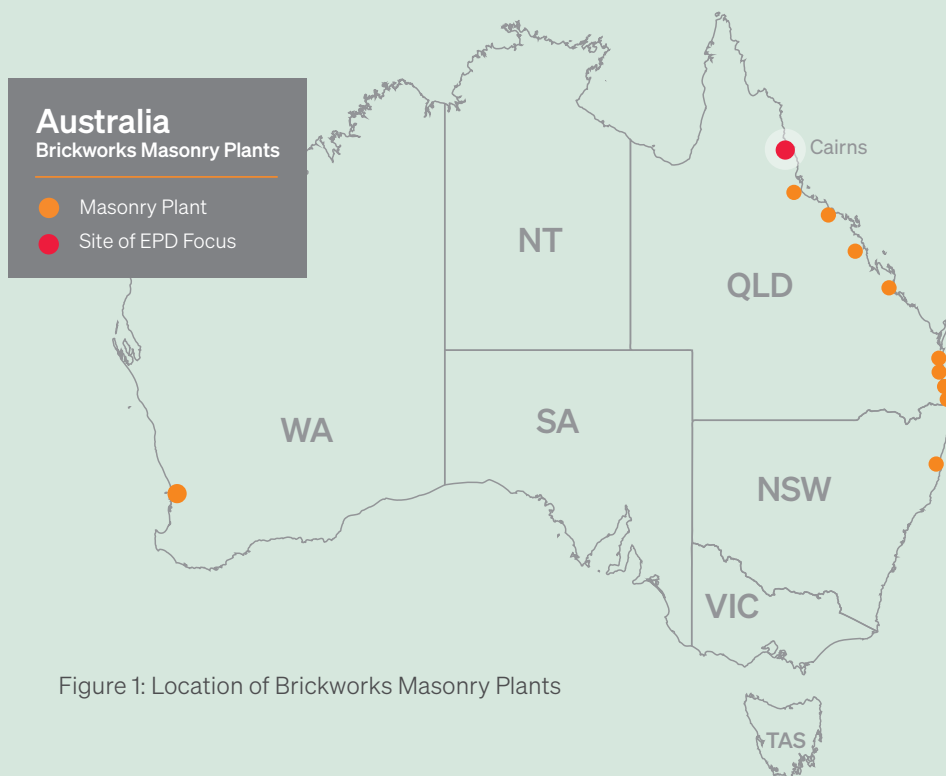 Australia
Brickworks Masonry Plants
Masonry Plant
Site of EPD Focus
Cairns
NT
QLD
WA
SA
NSW
VIC
TAS
Figure 1: Location of Brickworks Masonry Plants